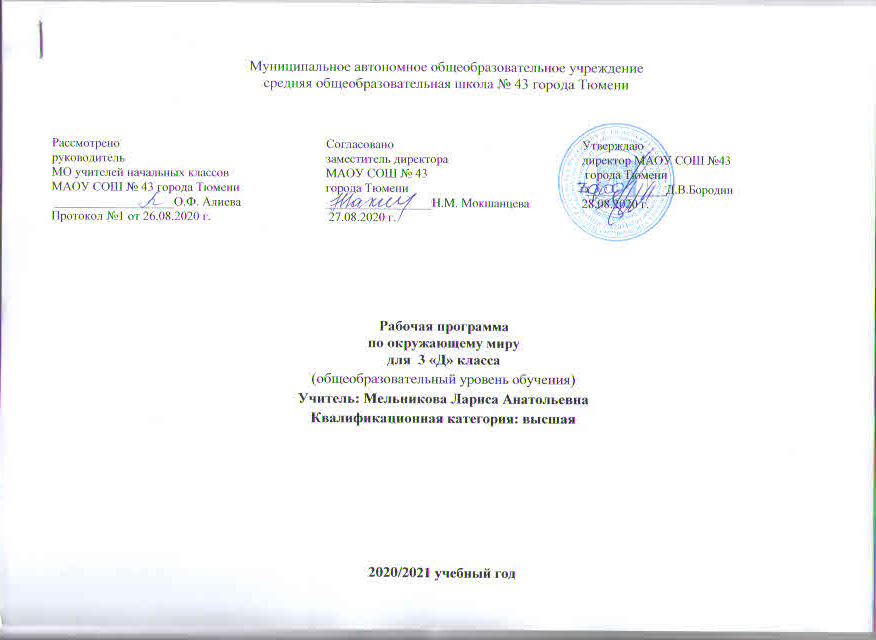 Муниципальное автономное общеобразовательное учреждение
средняя общеобразовательная школа № 43 города Тюмени
Рассмотрено
руководитель
МО учителей начальных классов
МАОУ СОШ № 43 города Тюмени
О.Ф. Алиева
Протокол №1 от 26.08.2020 г.
Согласовано
заместитель директора
МАОУ СОШ № 43
города Тюмени
Н.М. Мокшанцева
27.08.2020 г.
Утверждаю
директор МАОУ СОШ №43
города Тюмени
Д.В.Бородин
28.08.2020 г.
Рабочая программа
по окружающему миру
для 3 «Д» класса
(общеобразовательный уровень обучения)
Учитель: Мельникова Лариса Анатольевна
Квалификационная категория: высшая
2020/2021 учебный год